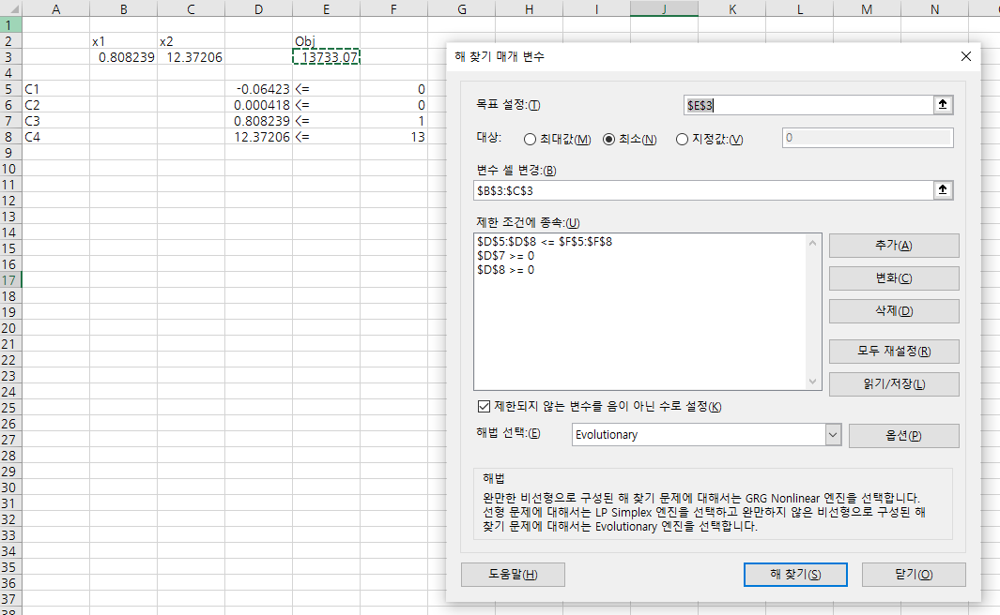 A B C D E F G H I J K L M N
1
2 x1 x2 Obj
3 0.808239 12.37206 13733.07
4
5 C1 -0.06423 <= 0
6 C2 0.000418 <= 0
7 C3 0.808239 <= 1
8 C4 12.37206 <= 13
9
10
11
12
13
14
15
16
17
18
19
20
21
22
23
24
25
26
27
28
29
30
31
32
33
34
35
36
37
38
해 찾기 매개 변수
목표 설정:(T) $E$3
대상: 최대값(M) 최소(N) 지정값:(V) 0
변수 셀 변경:(B)
$B$3:$C$3
제한 조건에 종속:(U)
$D$5:$D$8 <= $F$5:$F$8
$D$7 >= 0
$D$8 >= 0
추가(A)
변화(C)
삭제(D)
모두 재설정(R)
읽기/저장(L)
제한되지 않는 변수를 음이 아닌 수로 설정(K)
해법 선택:(E) Evolutionary 옵션(P)
해법
완만한 비선형으로 구성된 해 찾기 문제에 대해서는 GRG Nonlinear 엔진을 선택합니다.
선형 문제에 대해서는 LP Simplex 엔진을 선택하고 완만하지 않은 비선형으로 구성된 해
찾기 문제에 대해서는 Evolutionary 엔진을 선택합니다.
도움말(H) 해 찾기(S) 닫기(O)